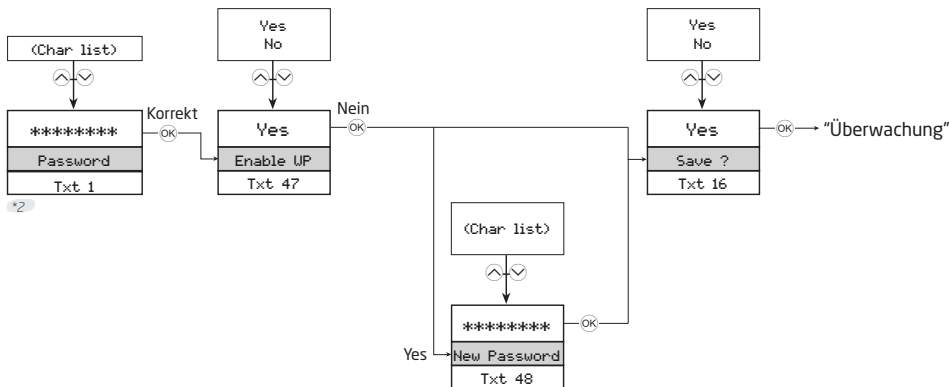 (Char list)
********
Password
Txt 1
*2
Korrekt
OK
Yes
No
Yes
Enable WP
Txt 47
Nein
OK
(Char list)
Yes
********
New Password
Txt 48
OK
Yes
No
Yes
Save ?
Txt 16
OK
“Überwachung”